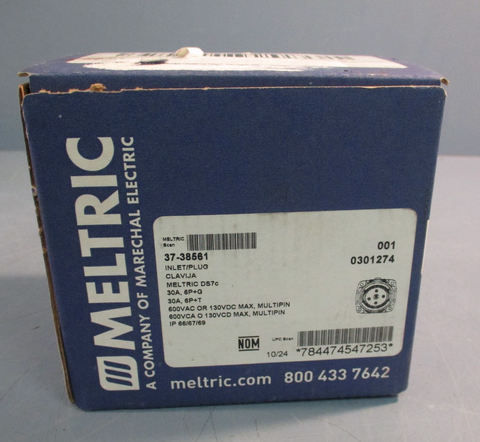 MELTRIC
A COMPANY OF MARECHAL ELECTRIC
MELTRIC
Scan
37-38561
001
INLET/PLUG
0301274
CLAVIJA
MELTRIC DS7c
30A, 6P+G
30A, 6P+T
600VAC OR 130VDC MAX, MULTIPIN
600VCA O 130VCD MAX, MULTIPIN
IP 66/67/69
NOM
UPC Scan
10/24
*784474547253*
meltric.com 800 433 7642